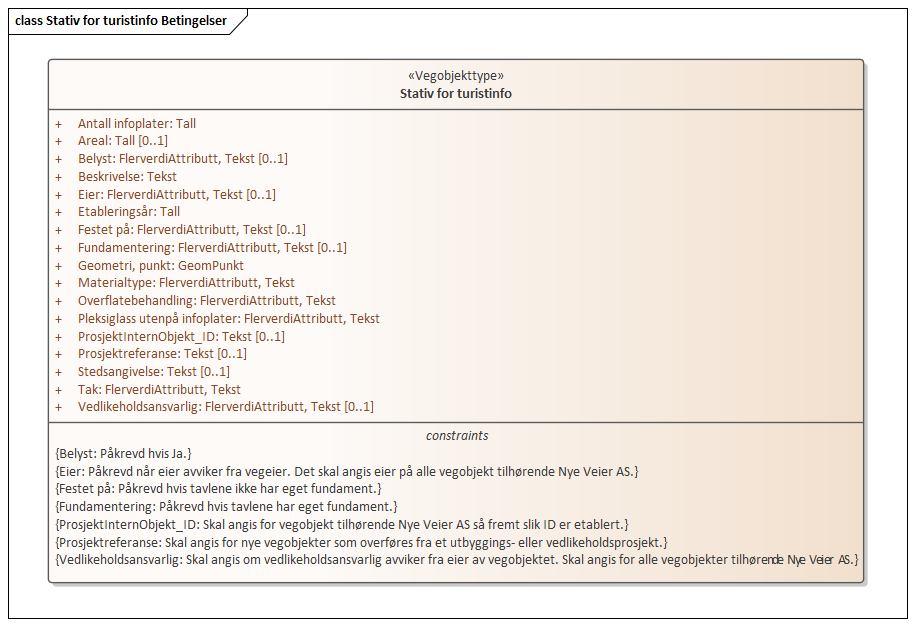 class Stativ for turistinfo Betingelser
«Vegobjekttype»
Stativ for turistinfo
+ Antall infoplater: Tall
+ Areal: Tall [0..1]
+ Belyst: FlerverdiAttributt, Tekst [0..1]
+ Beskrivelse: Tekst
+ Eier: FlerverdiAttributt, Tekst [0..1]
+ Etableringsår: Tall
+ Festet på: FlerverdiAttributt, Tekst [0..1]
+ Fundamentering: FlerverdiAttributt, Tekst [0..1]
+ Geometri, punkt: GeomPunkt
+ Materialtype: FlerverdiAttributt, Tekst
+ Overflatebehandling: FlerverdiAttributt, Tekst
+ Pleksiglass utenpå infoplater: FlerverdiAttributt, Tekst
+ ProsjektInternObjekt_ID: Tekst [0..1]
+ Prosjektreferanse: Tekst [0..1]
+ Stedsangivelse: Tekst [0..1]
+ Tak: FlerverdiAttributt, Tekst
+ Vedlikeholdsansvarlig: FlerverdiAttributt, Tekst [0..1]
constraints
{Belyst: Påkrevd hvis Ja.}
{Eier: Påkrevd når eier avviker fra vegeier. Det skal angis eier på alle vegobjekt tilhørende Nye Veier AS.}
{Festet på: Påkrevd hvis tavlene ikke har eget fundament.}
{Fundamentering: Påkrevd hvis tavlene har eget fundament.}
{ProsjektInternObjekt_ID: Skal angis for vegobjekt tilhørende Nye Veier AS så fremt slik ID er etablert.}
{Prosjektreferanse: Skal angis for nye vegobjekter som overføres fra et utbyggings- eller vedlikeholdsprosjekt.}
{Vedlikeholdsansvarlig: Skal angis om vedlikeholdsansvarlig avviker fra eier av vegobjektet. Skal angis for alle vegobjekter tilhørende Nye Veier AS.}